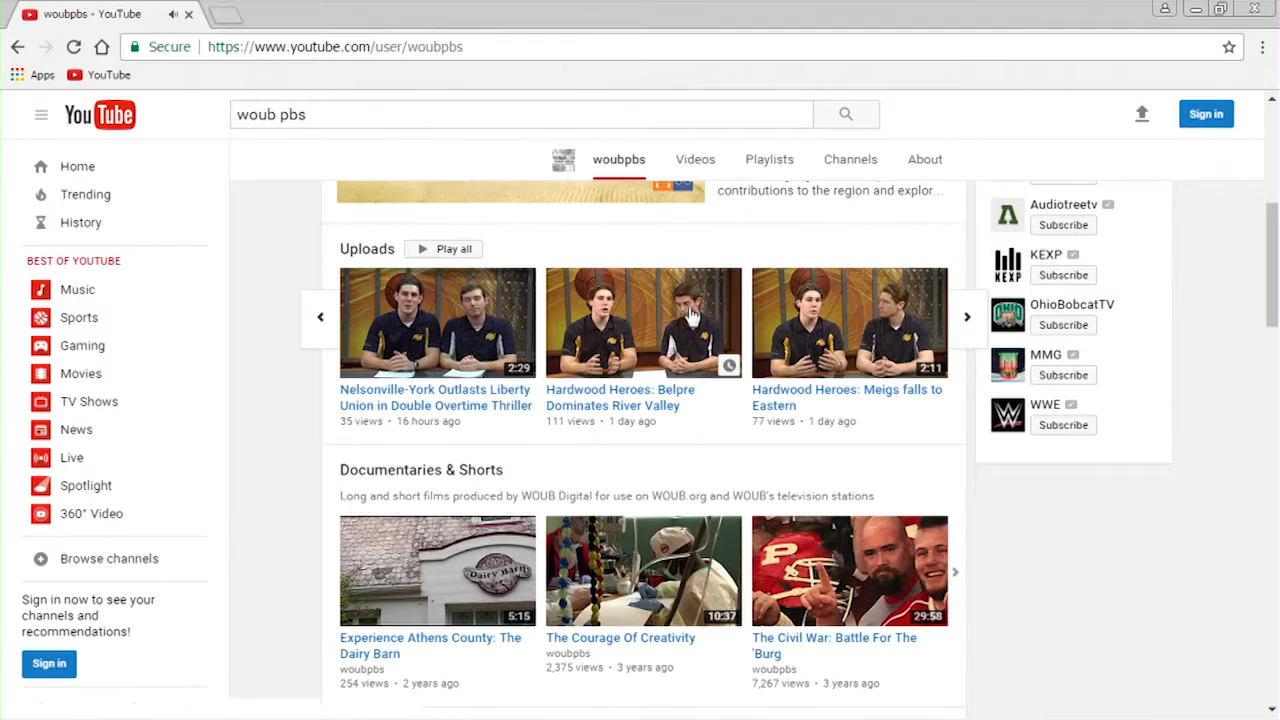 woubpbs - YouTube
Secure
https://www.youtube.com/user/woubpbs
Apps
YouTube
YouTube
woub pbs
Sign in
woubpbs
Videos
Playlists
Channels
About
Home
Trending
History
BEST OF YOUTUBE
Music
Sports
Gaming
Movies
TV Shows
News
Live
Spotlight
360° Video
Browse channels
Sign in now to see your
channels and
recommendations!
Sign in
contributions to the region and explor...
Uploads
Play all
2:29
Nelsonville-York Outlasts Liberty
Union in Double Overtime Thriller
35 views • 16 hours ago
Hardwood Heroes: Belpre
Dominates River Valley
111 views • 1 day ago
2:11
Hardwood Heroes: Meigs falls to
Eastern
77 views • 1 day ago
Documentaries & Shorts
Long and short films produced by WOUB Digital for use on WOUB.org and WOUB's television stations
Dairy Barn
5:15
Experience Athens County: The
Dairy Barn
woubpbs
254 views • 2 years ago
10:37
The Courage Of Creativity
woubpbs
2,375 views • 3 years ago
P
29:58
The Civil War: Battle For The
'Burg
woubpbs
7,267 views • 3 years ago
Audiotreetv
Subscribe
KEXP
KEXP
Subscribe
OhioBobcatTV
Subscribe
MMG
Subscribe
WWE
Subscribe